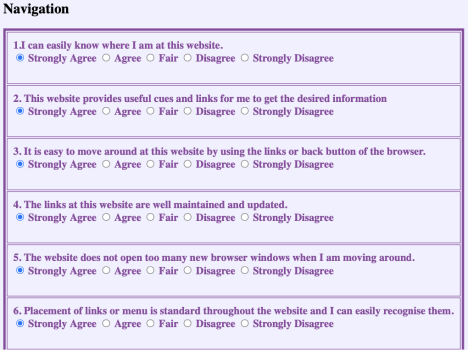 Navigation
1.I can easily know where I am at this website.
Strongly Agree Agree Fair Disagree Strongly Disagree
2. This website provides useful cues and links for me to get the desired information
Strongly Agree Agree Fair Disagree Strongly Disagree
3. It is easy to move around at this website by using the links or back button of the browser.
Strongly Agree Agree Fair Disagree Strongly Disagree
4. The links at this website are well maintained and updated.
Strongly Agree Agree Fair Disagree Strongly Disagree
5. The website does not open too many new browser windows when I am moving around.
Strongly Agree Agree Fair Disagree Strongly Disagree
6. Placement of links or menu is standard throughout the website and I can easily recognise them.
Strongly Agree Agree Fair Disagree Strongly Disagree